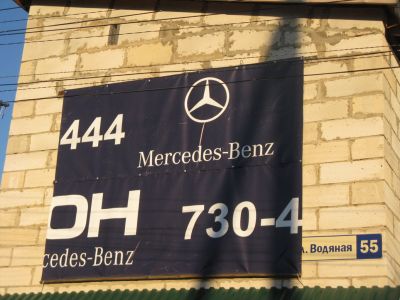 444
Mercedes-Benz
ОН 730-4
cedes-Benz
л. Водяная 55